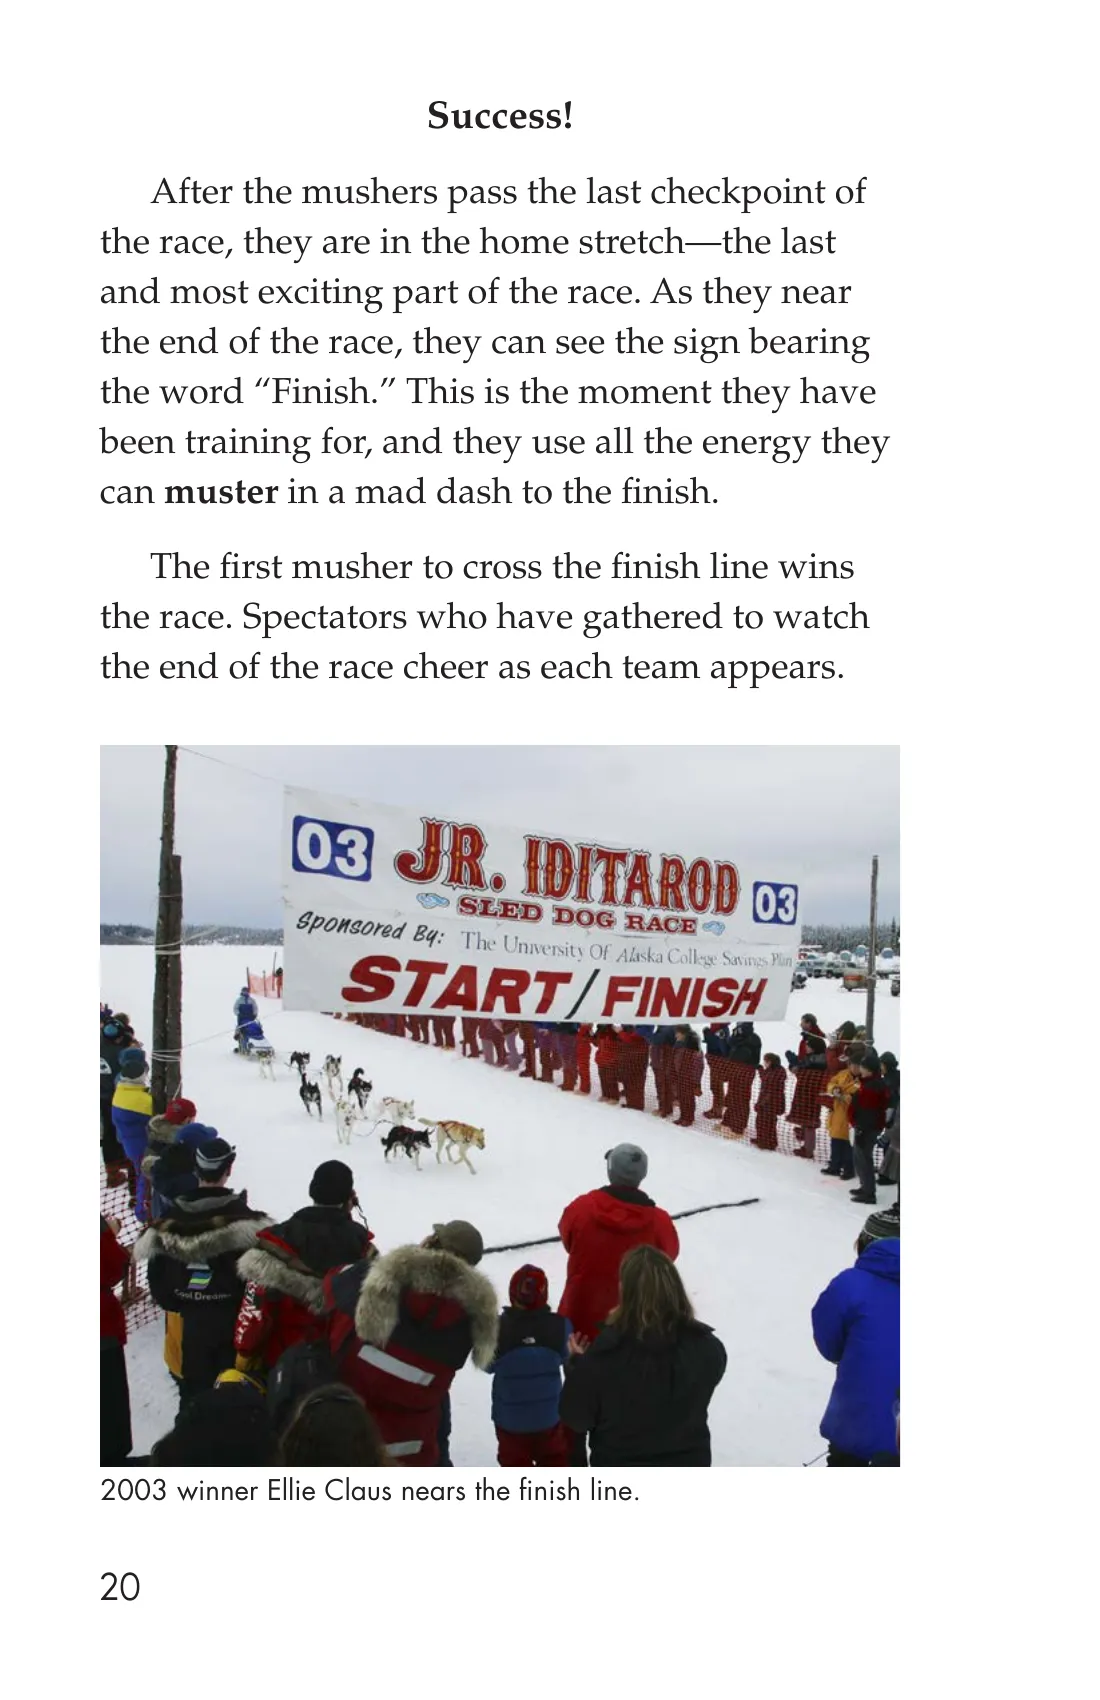 Success!
After the mushers pass the last checkpoint of
the race, they are in the home stretch—the last
and most exciting part of the race. As they near
the end of the race, they can see the sign bearing
the word “Finish.” This is the moment they have
been training for, and they use all the energy they
can muster in a mad dash to the finish.
The first musher to cross the finish line wins
the race. Spectators who have gathered to watch
the end of the race cheer as each team appears.
03
JR. IDITAROD
03
SLED DOG RACE
Sponsored By: The University Of Alaska College Savings Plan
START/FINISH
2003 winner Ellie Claus nears the finish line.
20